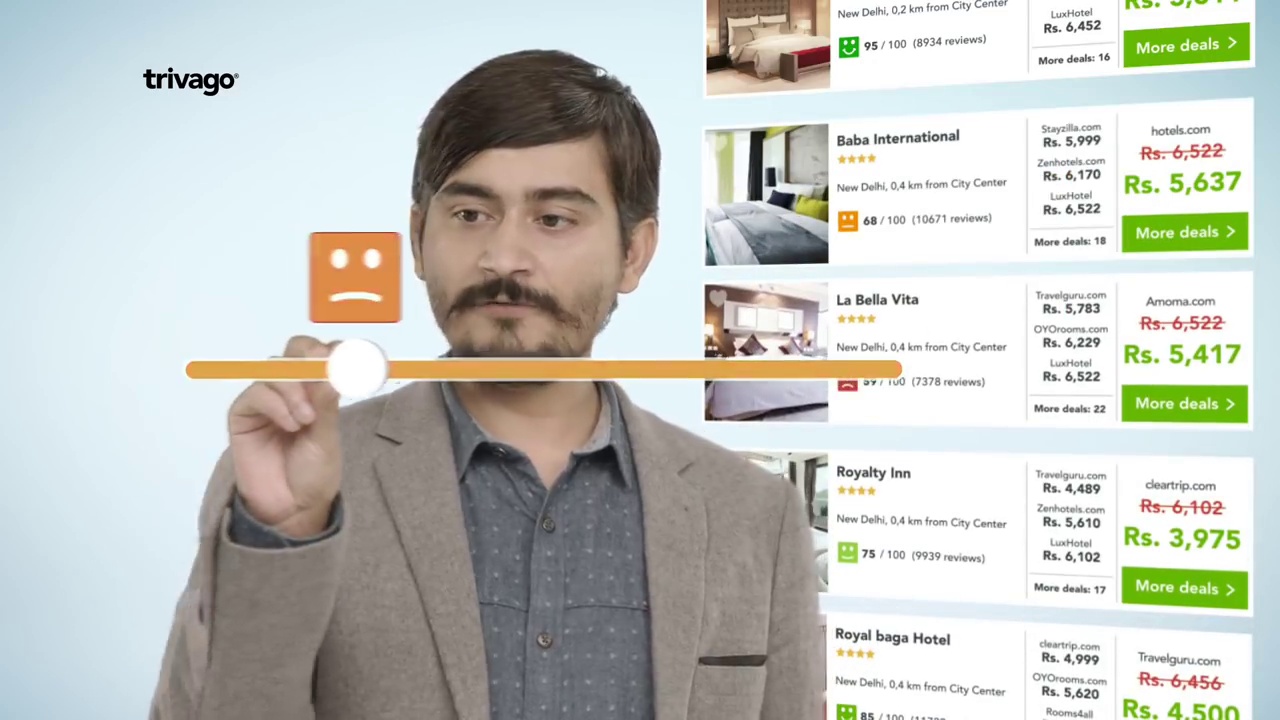 trivago®
New Delhi, 0,2 km from City Center
95 / 100 (8934 reviews)
LuxHotel
Rs. 6,452
More deals: 16
More deals >
Baba International
New Delhi, 0,4 km from City Center
68 / 100 (10671 reviews)
Stayzilla.com
Rs. 5,999
Zenhotels.com
Rs. 6,170
LuxHotel
Rs. 6,522
More deals: 18
hotels.com
Rs. 6,522
Rs. 5,637
More deals >
La Bella Vita
New Delhi, 0,4 km from City Center
59 / 100 (7378 reviews)
Travelguru.com
Rs. 5,783
OYOrooms.com
Rs. 6,229
LuxHotel
Rs. 6,522
More deals: 22
Amoma.com
Rs. 6,522
Rs. 5,417
More deals >
Royalty Inn
New Delhi, 0,4 km from City Center
75 / 100 (9939 reviews)
Travelguru.com
Rs. 4,489
Zenhotels.com
Rs. 5,610
LuxHotel
Rs. 6,102
More deals: 17
cleartrip.com
Rs. 6,102
Rs. 3,975
More deals >
Royal baga Hotel
New Delhi, 0,4 km from City Center
85 / 100
cleartrip.com
Rs. 4,999
OYOrooms.com
Rs. 5,620
Rooms4all
Travelguru.com
Rs. 6,456
Rs. 4,500